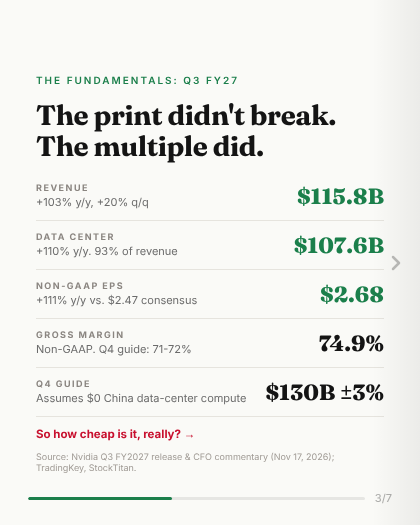 THE FUNDAMENTALS: Q3 FY27
The print didn't break.
The multiple did.
REVENUE
+103% y/y, +20% q/q
$115.8B
DATA CENTER
+110% y/y. 93% of revenue
$107.6B
NON-GAAP EPS
+111% y/y vs. $2.47 consensus
$2.68
GROSS MARGIN
Non-GAAP. Q4 guide: 71-72%
74.9%
Q4 GUIDE
Assumes $0 China data-center compute
$130B ±3%
So how cheap is it, really? →
Source: Nvidia Q3 FY2027 release & CFO commentary (Nov 17, 2026);
TradingKey, StockTitan.
3/7